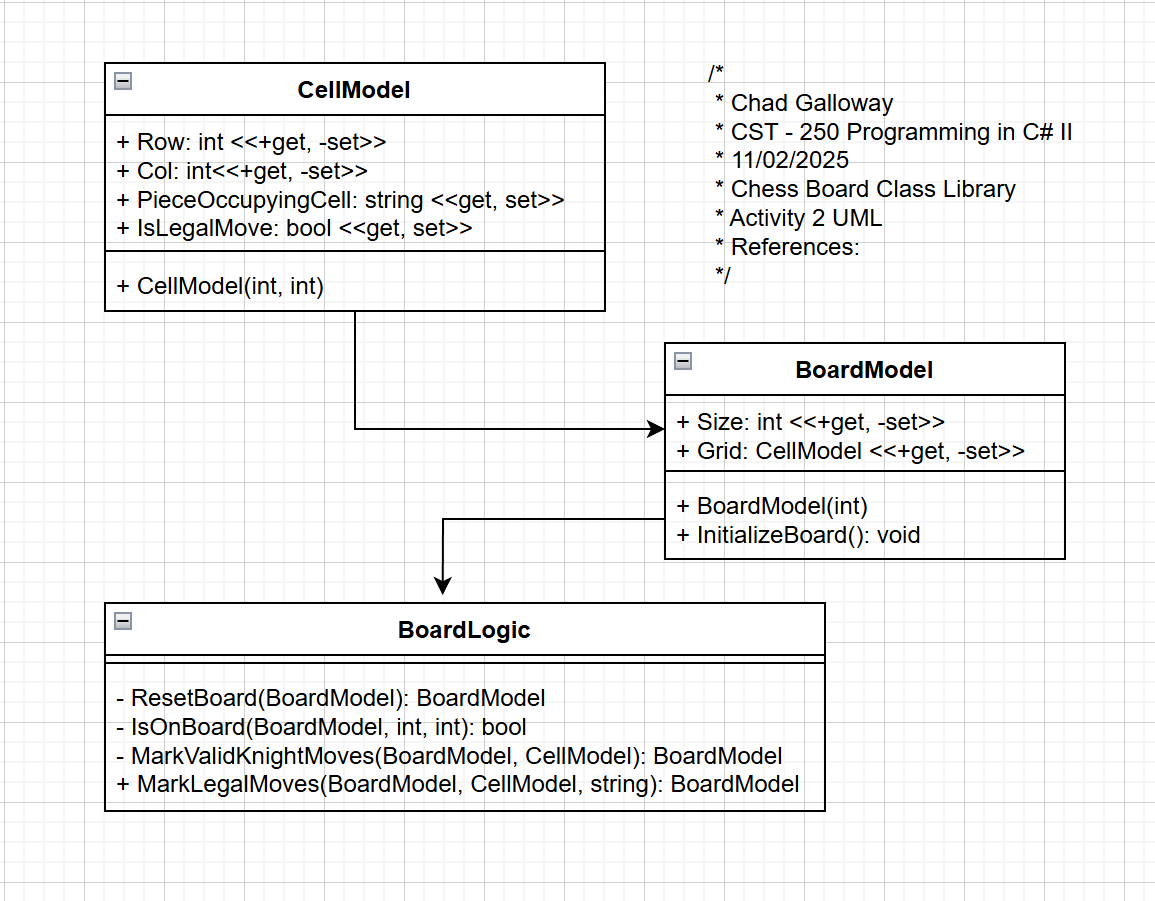 CellModel
+ Row: int <<+get, -set>>
+ Col: int<<+get, -set>>
+ PieceOccupyingCell: string <<get, set>>
+ IsLegalMove: bool <<get, set>>
+ CellModel(int, int)
/*
* Chad Galloway
* CST - 250 Programming in C# II
* 11/02/2025
* Chess Board Class Library
* Activity 2 UML
* References:
*/
BoardModel
+ Size: int <<+get, -set>>
+ Grid: CellModel <<+get, -set>>
+ BoardModel(int)
+ InitializeBoard(): void
BoardLogic
- ResetBoard(BoardModel): BoardModel
- IsOnBoard(BoardModel, int, int): bool
- MarkValidKnightMoves(BoardModel, CellModel): BoardModel
+ MarkLegalMoves(BoardModel, CellModel, string): BoardModel